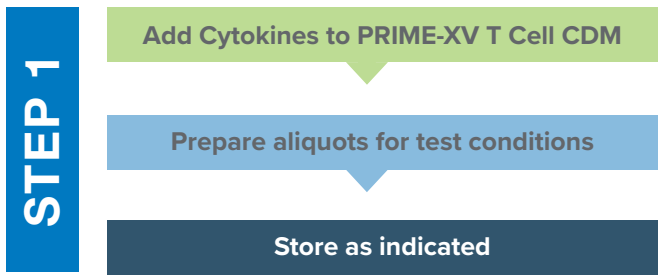 STEP 1
Add Cytokines to PRIME-XV T Cell CDM
Prepare aliquots for test conditions
Store as indicated